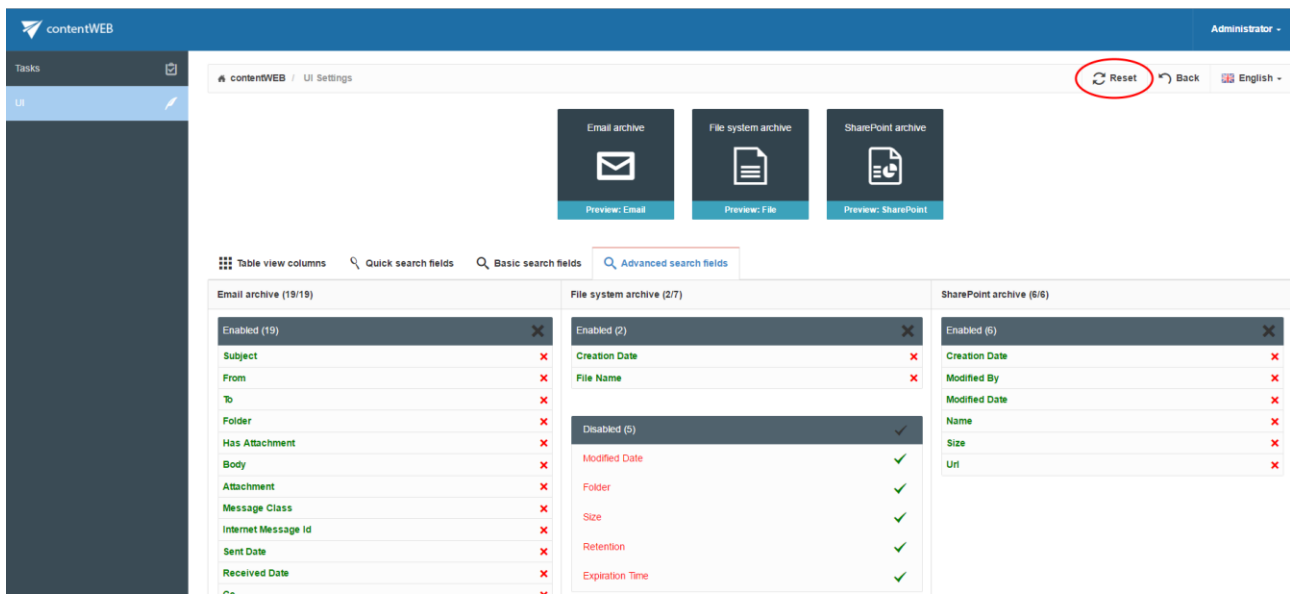 contentWEB
Administrator
Tasks
UI
contentWEB / UI Settings
Reset
Back
English
Email archive
File system archive
SharePoint archive
Preview: Email
Preview: File
Preview: SharePoint
Table view columns
Quick search fields
Basic search fields
Advanced search fields
Email archive (19/19)
Enabled (19)
Subject
From
To
Folder
Has Attachment
Body
Attachment
Message Class
Internet Message Id
Sent Date
Received Date
File system archive (2/7)
Enabled (2)
Creation Date
File Name
Disabled (5)
Modified Date
Folder
Size
Retention
Expiration Time
SharePoint archive (6/6)
Enabled (6)
Creation Date
Modified By
Modified Date
Name
Size
Url